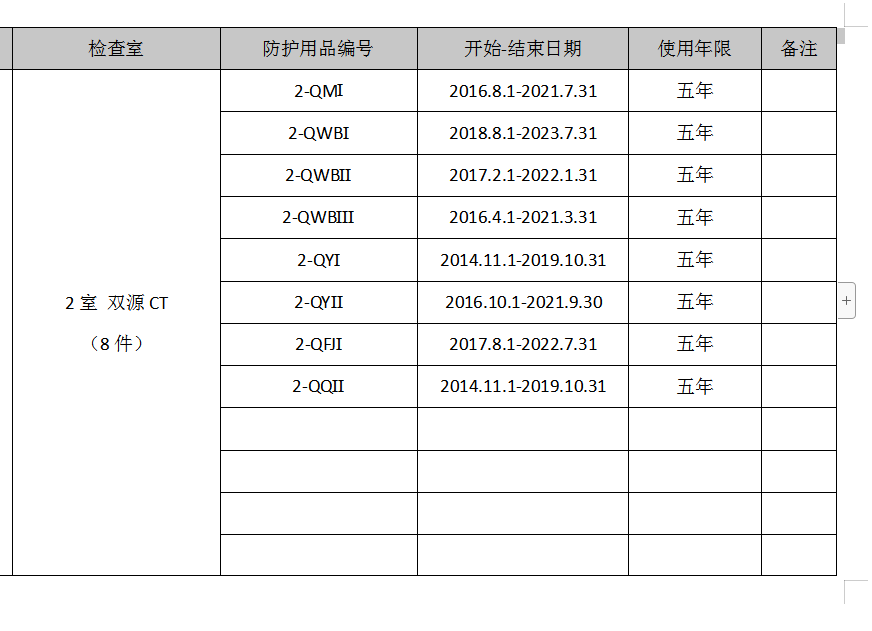 检查室 防护用品编号 开始-结束日期 使用年限 备注
2-QMI 2016.8.1-2021.7.31 五年
2-QWBI 2018.8.1-2023.7.31 五年
2-QWBII 2017.2.1-2022.1.31 五年
2-QWBIII 2016.4.1-2021.3.31 五年
2-QYI 2014.11.1-2019.10.31 五年
2室 双源CT
（8件）
2-QYII 2016.10.1-2021.9.30 五年
2-QFJI 2017.8.1-2022.7.31 五年
2-QQII 2014.11.1-2019.10.31 五年